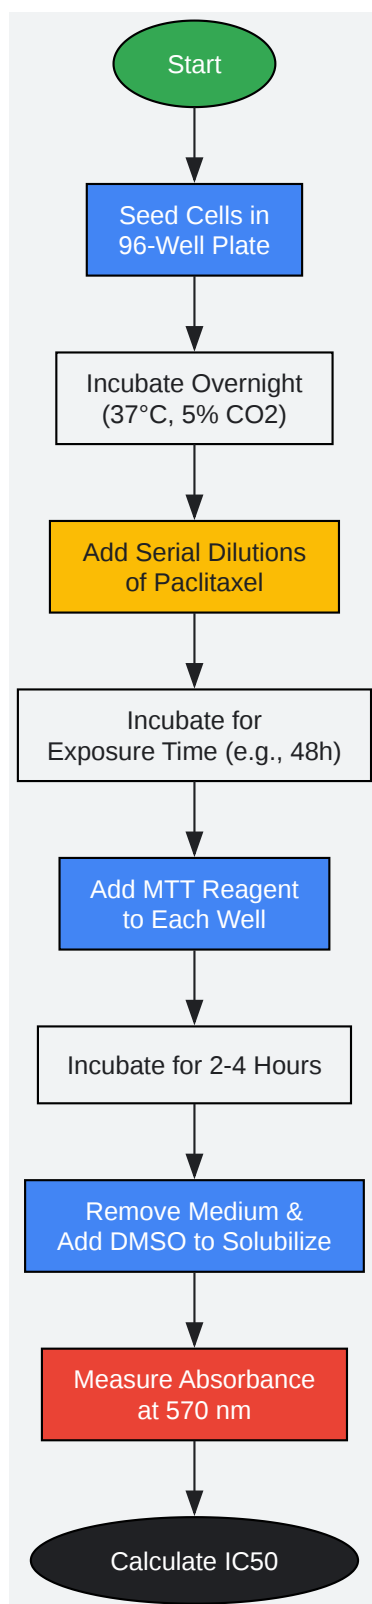 Start
Seed Cells in
96-Well Plate
Incubate Overnight
(37°C, 5% CO2)
Add Serial Dilutions
of Paclitaxel
Incubate for
Exposure Time (e.g., 48h)
Add MTT Reagent
to Each Well
Incubate for 2-4 Hours
Remove Medium &
Add DMSO to Solubilize
Measure Absorbance
at 570 nm
Calculate IC50